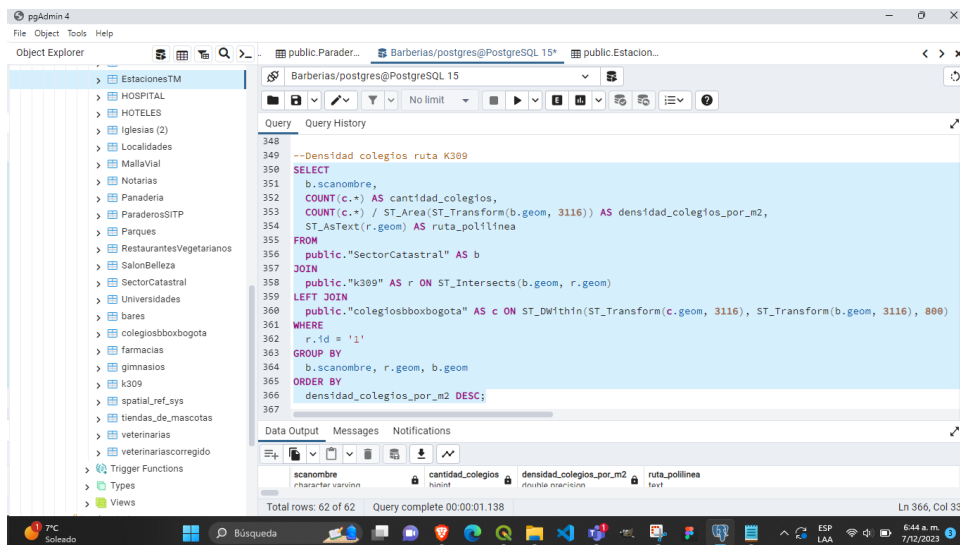 pgAdmin 4
File Object Tools Help
Object Explorer
public.Parader...
Barberias/postgres@PostgreSQL 15*
public.Estacion...
EstacionesTM
HOSPITAL
HOTELES
Iglesias (2)
Localidades
MallaVial
Notarias
Panaderia
ParaderosSITP
Parques
RestaurantesVegetarianos
SalonBelleza
SectorCatastral
Universidades
bares
colegiosbboxbogota
farmacias
gimnasios
k309
spatial_ref_sys
tiendas_de_mascotas
veterinarias
veterinariascorregido
Trigger Functions
Types
Views
Barberias/postgres@PostgreSQL 15
No limit
Query Query History
348
349 --Densidad colegios ruta K309
350 SELECT
351 b.scanombre,
352 COUNT(c.*) AS cantidad_colegios,
353 COUNT(c.*) / ST_Area(ST_Transform(b.geom, 3116)) AS densidad_colegios_por_m2,
354 ST_AsText(r.geom) AS ruta_polilinea
355 FROM
356 public."SectorCatastral" AS b
357 JOIN
358 public."k309" AS r ON ST_Intersects(b.geom, r.geom)
359 LEFT JOIN
360 public."colegiosbboxbogota" AS c ON ST_DWithin(ST_Transform(c.geom, 3116), ST_Transform(b.geom, 3116), 800)
361 WHERE
362 r.id = '1'
363 GROUP BY
364 b.scanombre, r.geom, b.geom
365 ORDER BY
366 densidad_colegios_por_m2 DESC;
367
Data Output Messages Notifications
scanombre cantidad_colegios densidad_colegios_por_m2 ruta_polilinea
character varying bigint double precision text
Total rows: 62 of 62 Query complete 00:00:01.138 Ln 366, Col 33
7°C
Soleado
Búsqueda
ESP
LAA
6:44 a. m.
7/12/2023